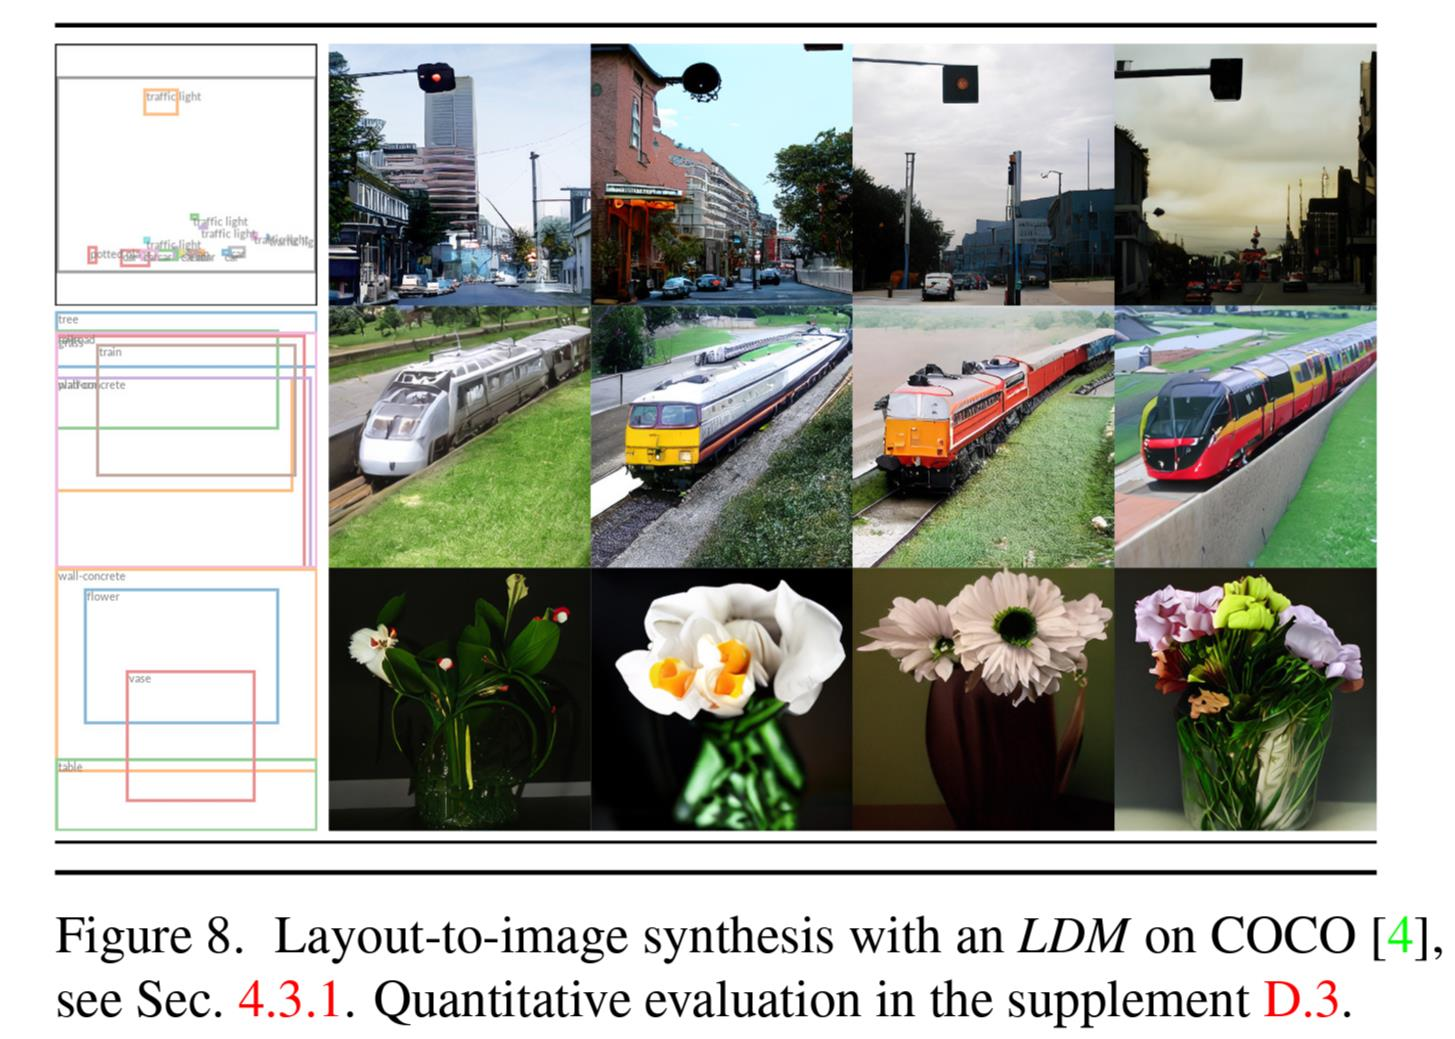 traffic light
traffic light
traffic light
traffic light
tree
train
wall-concrete
flower
vase
table
Figure 8. Layout-to-image synthesis with an LDM on COCO [4],
see Sec. 4.3.1. Quantitative evaluation in the supplement D.3.